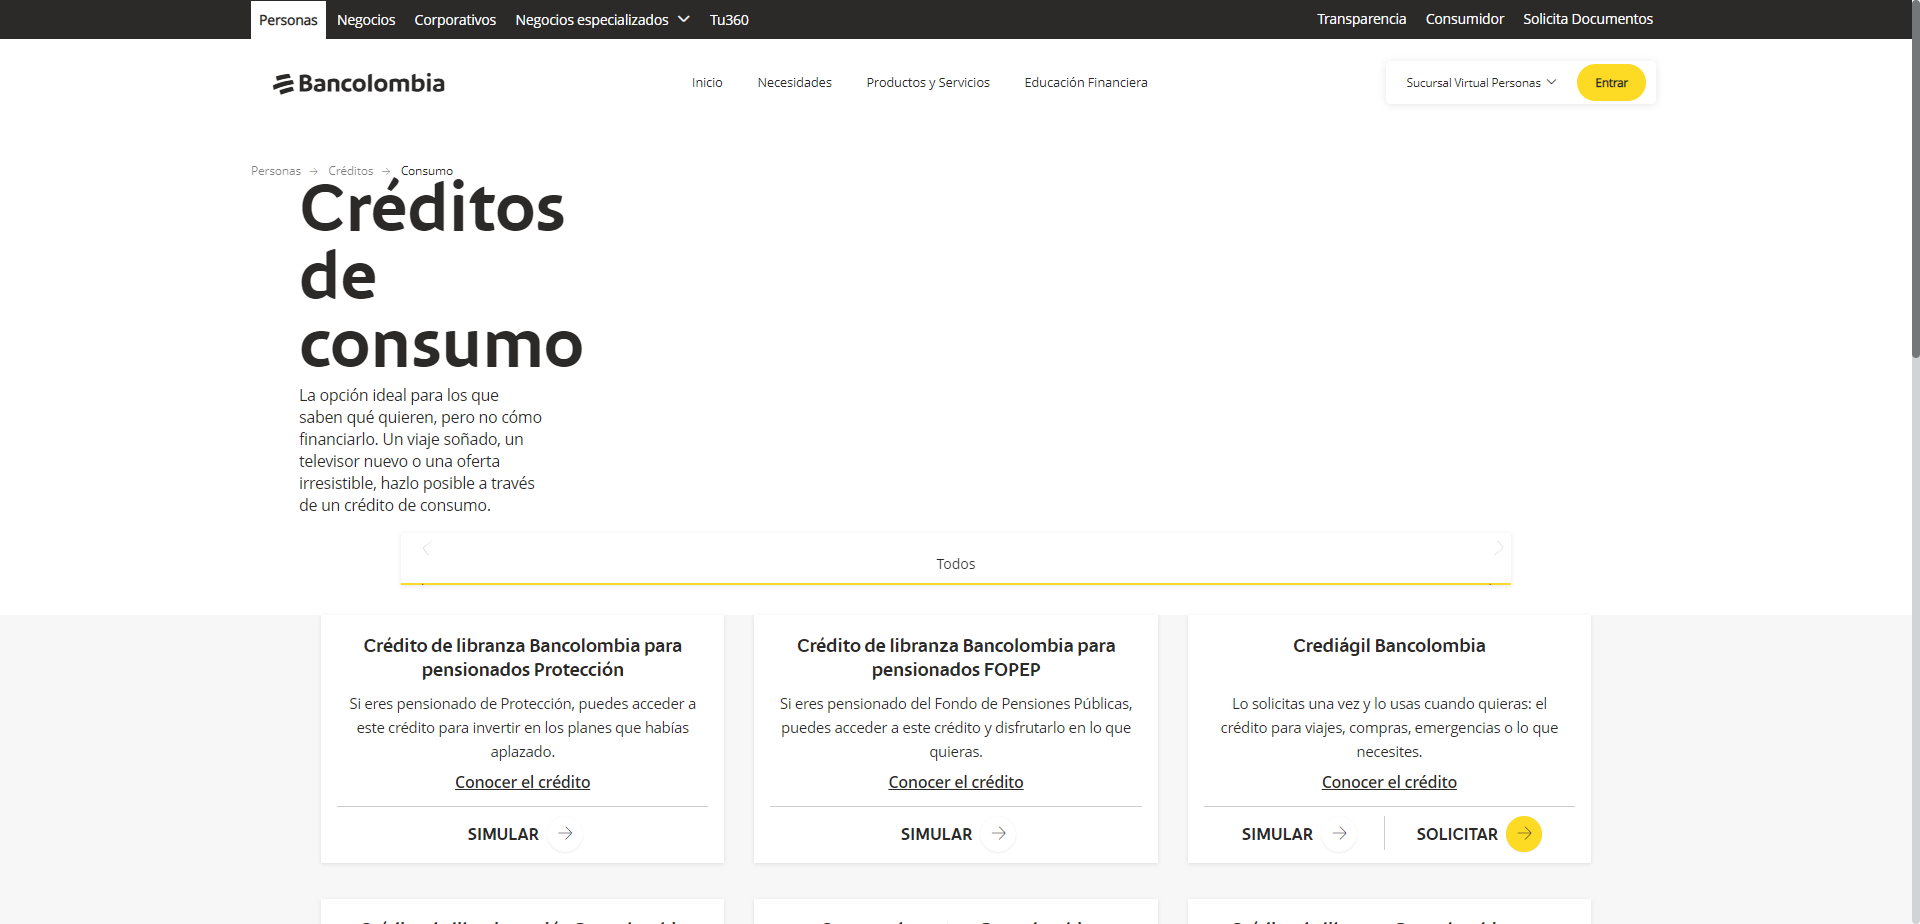 Personas Negocios Corporativos Negocios especializados Tu360 Transparencia Consumidor Solicita Documentos
Bancolombia Inicio Necesidades Productos y Servicios Educación Financiera Sucursal Virtual Personas Entrar
Personas Créditos Consumo
Créditos
de
consumo
La opción ideal para los que
saben qué quieren, pero no cómo
financiarlo. Un viaje soñado, un
televisor nuevo o una oferta
irresistible, hazlo posible a través
de un crédito de consumo.
Todos
Crédito de libranza Bancolombia para
pensionados Protección
Si eres pensionado de Protección, puedes acceder a
este crédito para invertir en los planes que habías
aplazado.
Conocer el crédito
SIMULAR
Crédito de libranza Bancolombia para
pensionados FOPEP
Si eres pensionado del Fondo de Pensiones Públicas,
puedes acceder a este crédito y disfrutarlo en lo que
quieras.
Conocer el crédito
SIMULAR
Crediágil Bancolombia
Lo solicitas una vez y lo usas cuando quieras: el
crédito para viajes, compras, emergencias o lo que
necesites.
Conocer el crédito
SIMULAR SOLICITAR